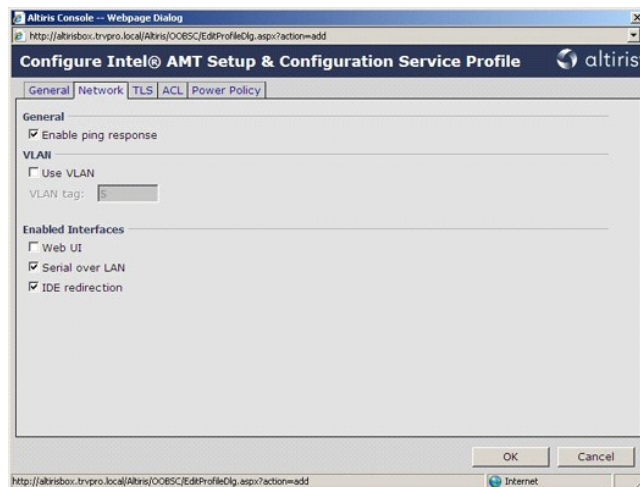 Altiris Console -- Webpage Dialog
http://altirisbox.trvpro.local/Altiris/OOBSC/EditProfileDlg.aspx?action=add
Configure Intel® AMT Setup & Configuration Service Profile altiris
General Network TLS ACL Power Policy
General
Enable ping response
VLAN
Use VLAN
VLAN tag: 5
Enabled Interfaces
Web UI
Serial over LAN
IDE redirection
OK Cancel
http://altirisbox.trvpro.local/Altiris/OOBSC/EditProfileDlg.aspx?action=add Internet